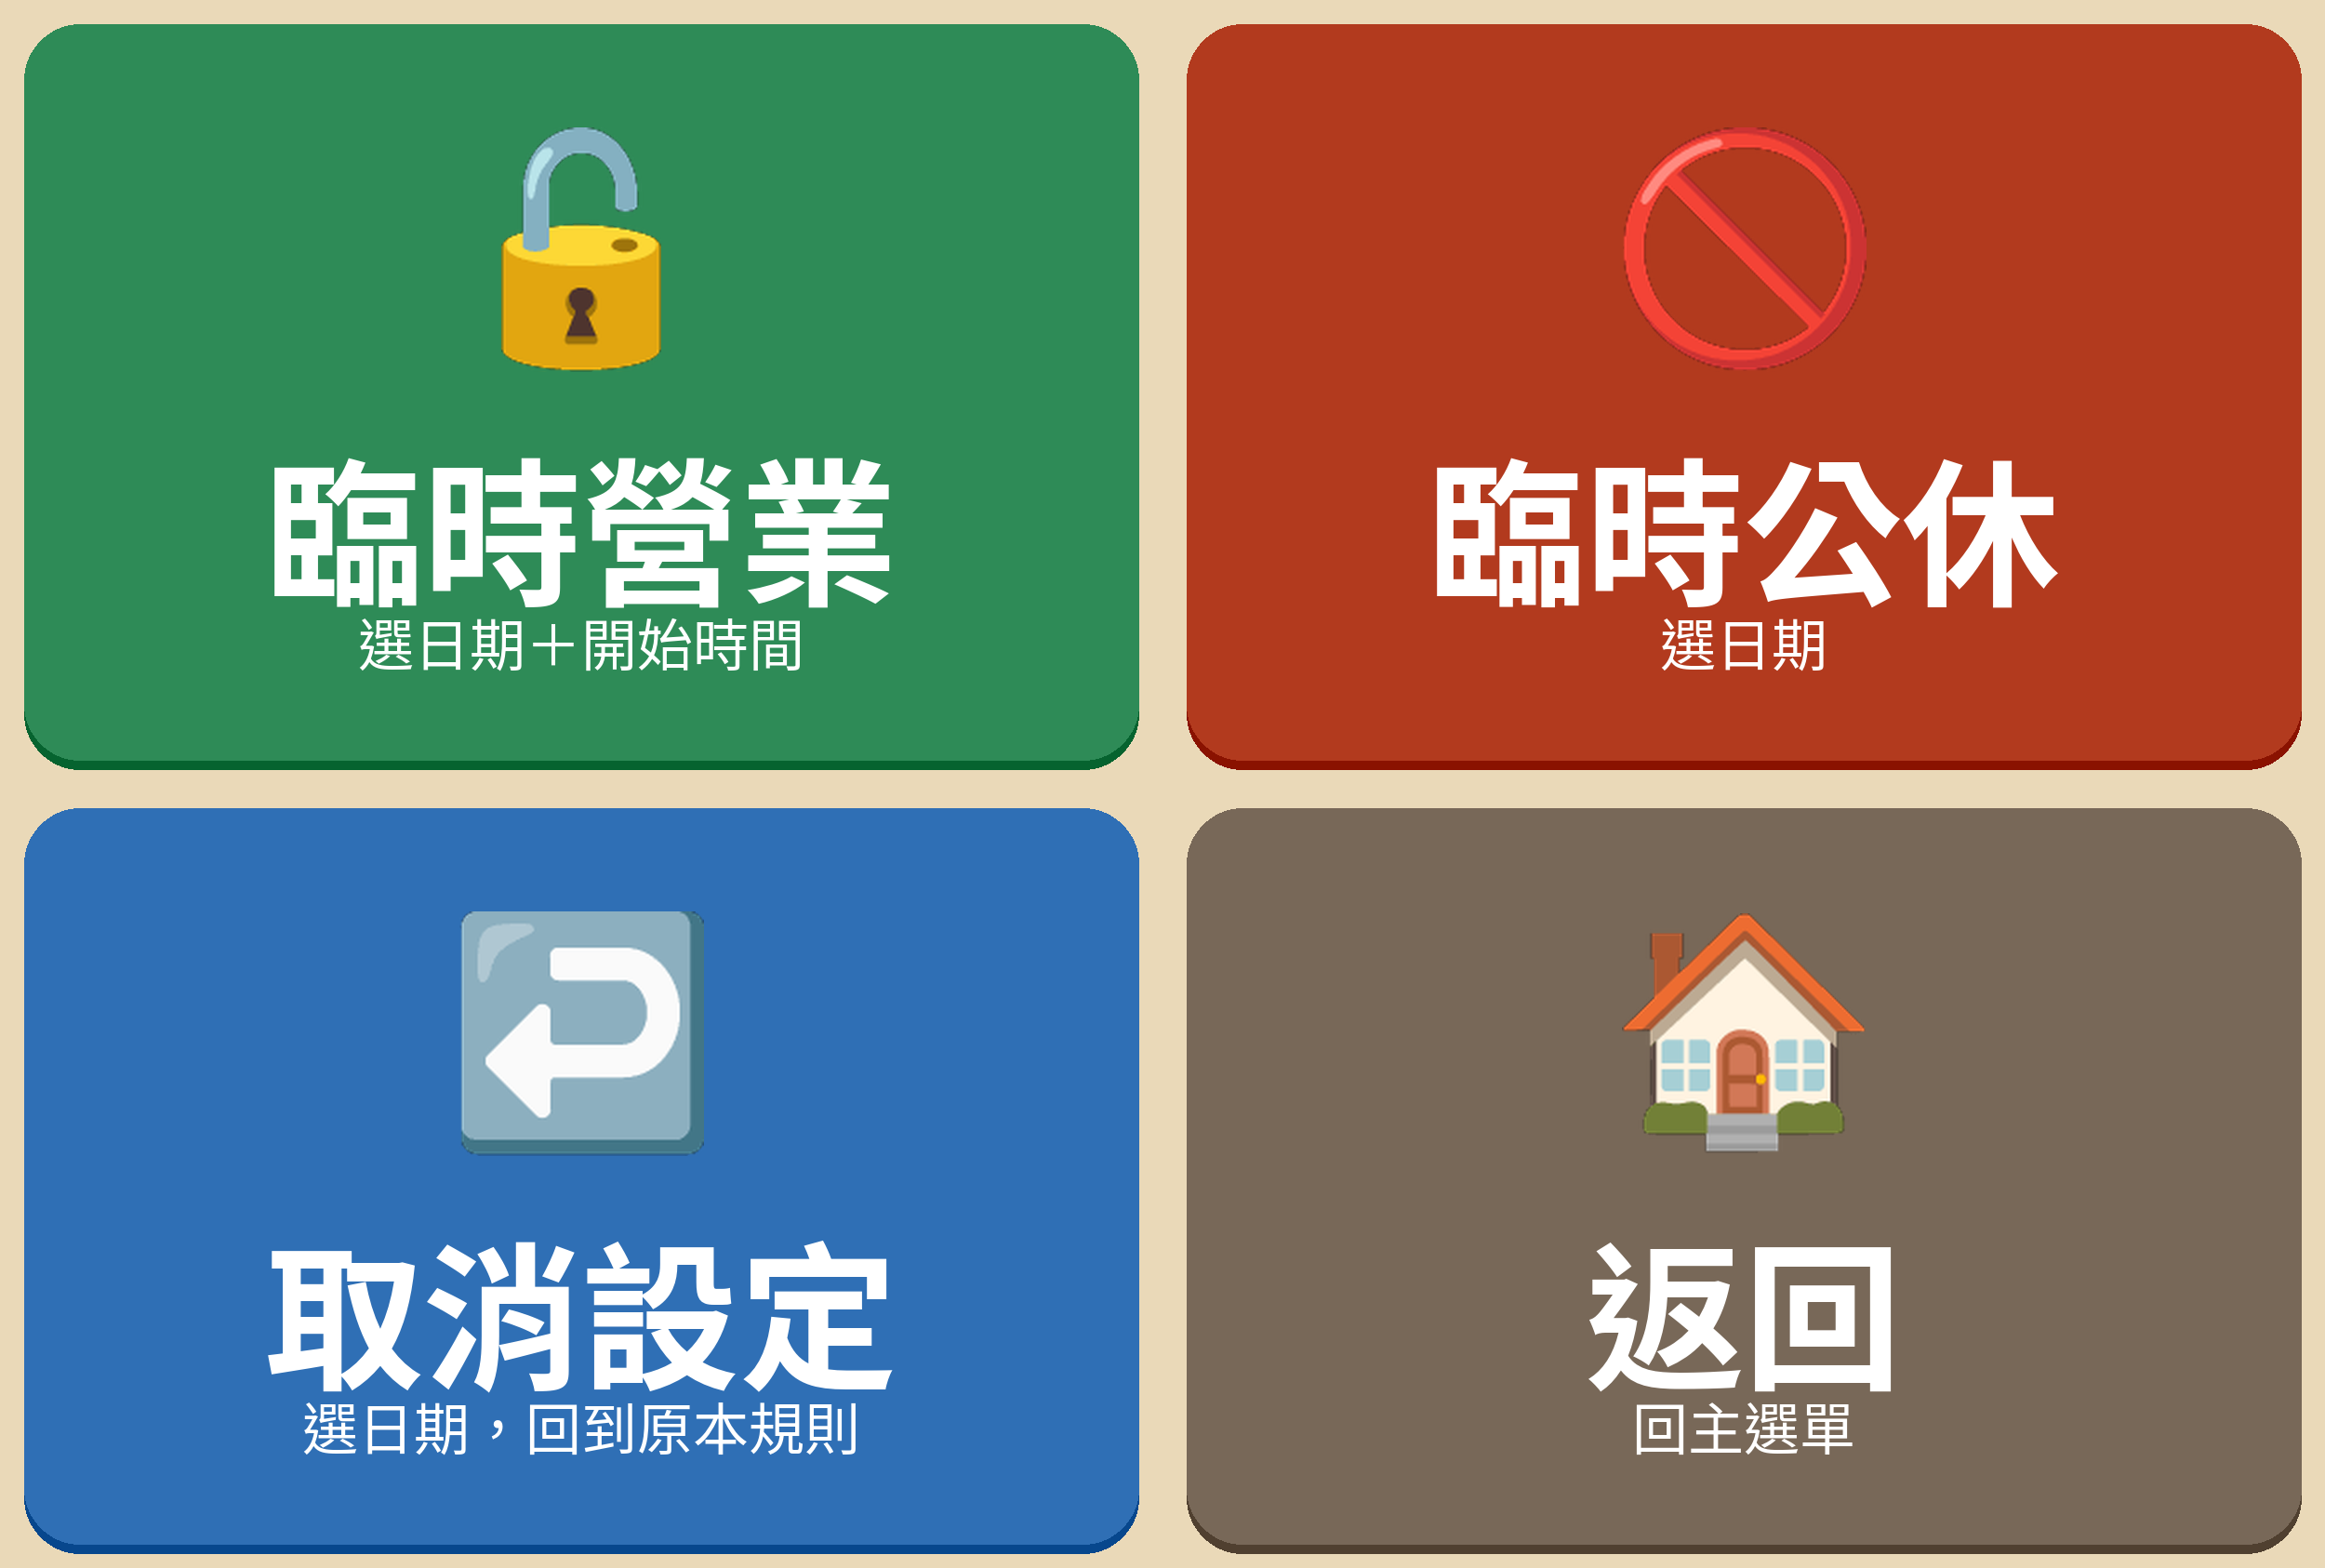 臨時營業
選日期＋開始時間
臨時公休
選日期
取消設定
選日期，回到原本規則
返回
回主選單